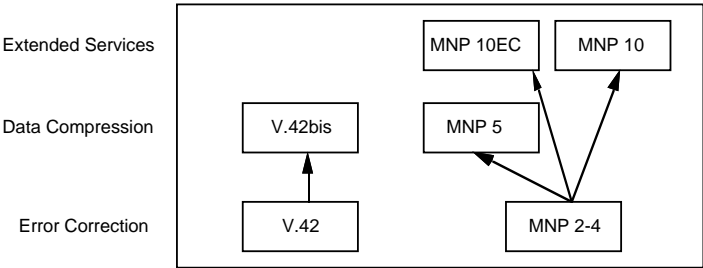 Extended Services MNP 10EC MNP 10
Data Compression V.42bis MNP 5
Error Correction V.42 MNP 2-4